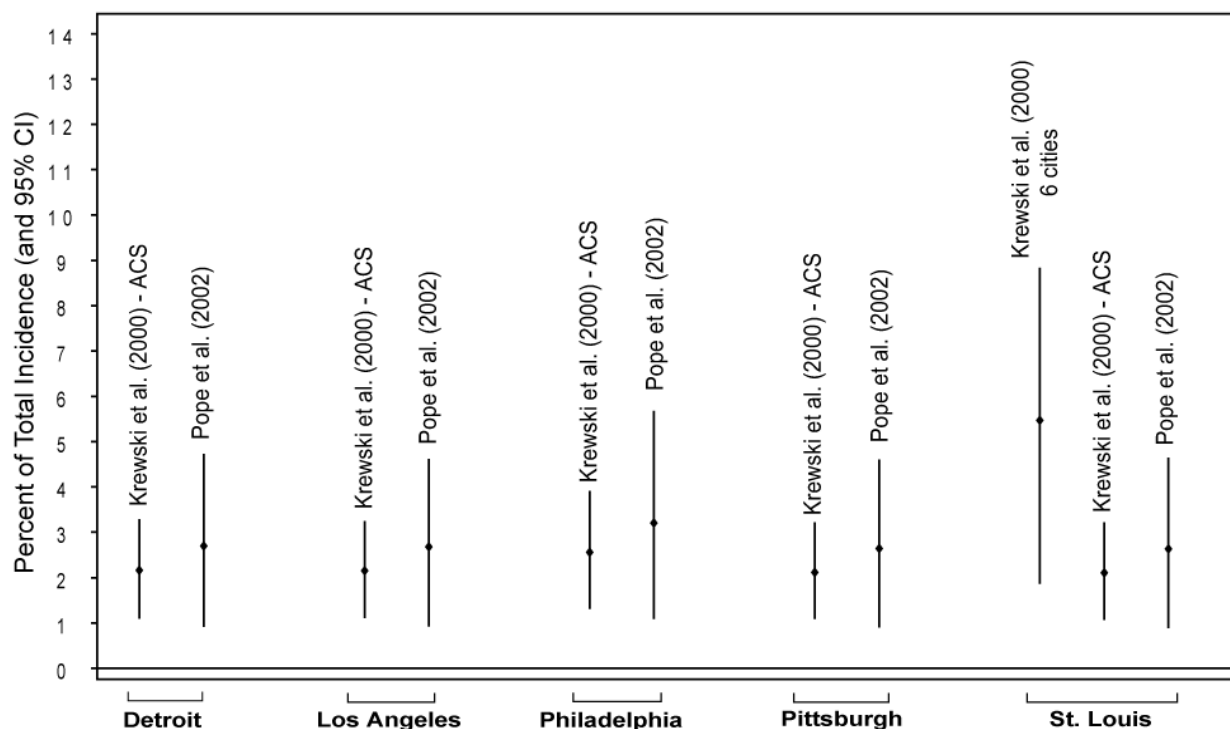 Percent of Total Incidence (and 95% CI)
14
13
12
11
10
9
8
7
6
5
4
3
2
1
0
Krewski et al. (2000) - ACS
Pope et al. (2002)
Krewski et al. (2000) - ACS
Pope et al. (2002)
Krewski et al. (2000) - ACS
Pope et al. (2002)
Krewski et al. (2000) - ACS
Pope et al. (2002)
Krewski et al. (2000)
6 cities
Krewski et al. (2000) - ACS
Pope et al. (2002)
Detroit
Los Angeles
Philadelphia
Pittsburgh
St. Louis